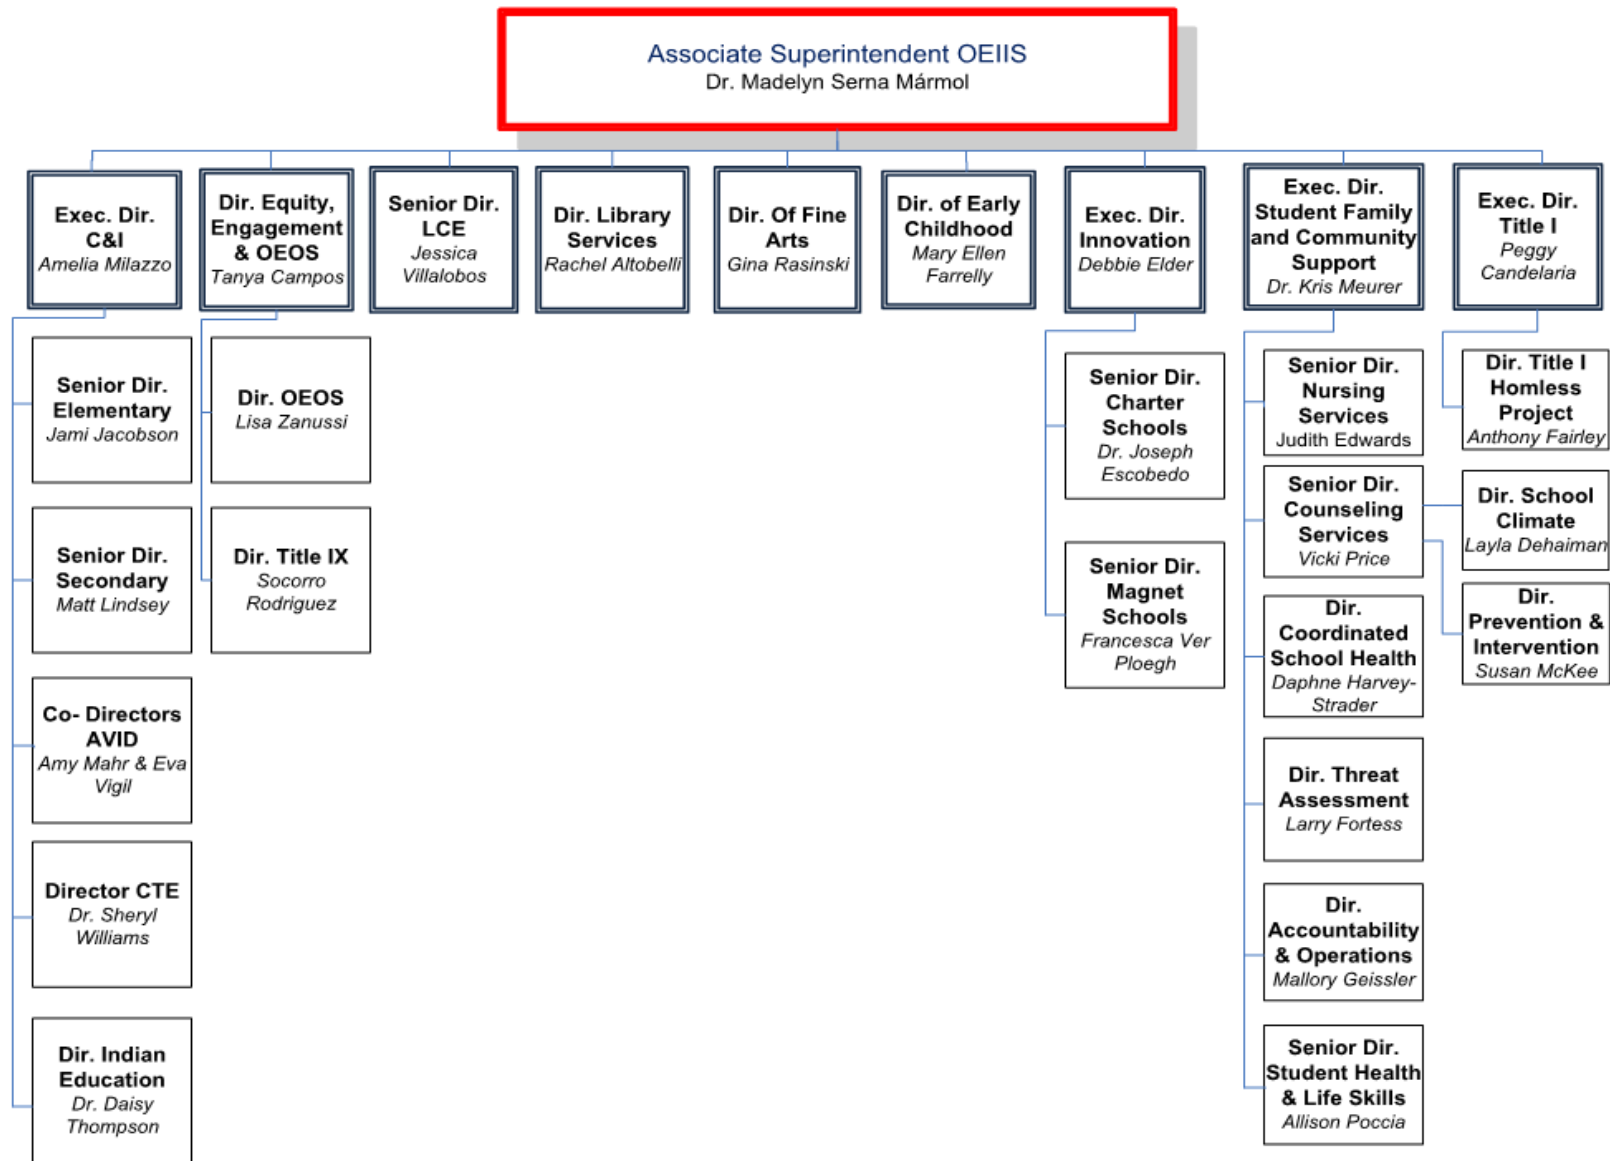 Associate Superintendent OEIIS
Dr. Madelyn Serna Mármol
Exec. Dir.
C&I
Amelia Milazzo
Dir. Equity,
Engagement
& OEOS
Tanya Campos
Senior Dir.
LCE
Jessica
Villalobos
Dir. Library
Services
Rachel Altobelli
Dir. Of Fine
Arts
Gina Rasinski
Dir. of Early
Childhood
Mary Ellen
Farrelly
Exec. Dir.
Innovation
Debbie Elder
Exec. Dir.
Student Family
and Community
Support
Dr. Kris Meurer
Exec. Dir.
Title I
Peggy
Candelaria
Senior Dir.
Elementary
Jami Jacobson
Senior Dir.
Secondary
Matt Lindsey
Co- Directors
AVID
Amy Mahr & Eva
Vigil
Director CTE
Dr. Sheryl
Williams
Dir. Indian
Education
Dr. Daisy
Thompson
Dir. OEOS
Lisa Zanussi
Dir. Title IX
Socorro
Rodriguez
Senior Dir.
Charter
Schools
Dr. Joseph
Escobedo
Senior Dir.
Magnet
Schools
Francesca Ver
Ploegh
Senior Dir.
Nursing
Services
Judith Edwards
Senior Dir.
Counseling
Services
Vicki Price
Dir.
Coordinated
School Health
Daphne Harvey-
Strader
Dir. Threat
Assessment
Larry Fortess
Dir.
Accountability
& Operations
Mallory Geissler
Senior Dir.
Student Health
& Life Skills
Allison Poccia
Dir. Title I
Homless
Project
Anthony Fairley
Dir. School
Climate
Layla Dehaiman
Dir.
Prevention &
Intervention
Susan McKee